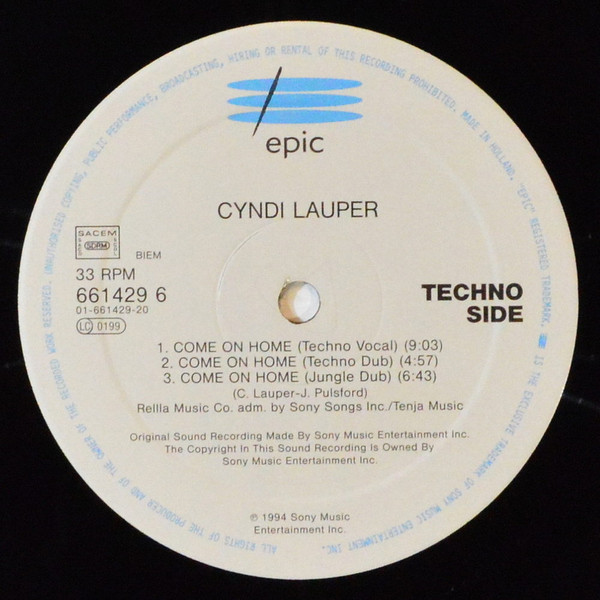 ALL RIGHTS OF THE PRODUCER AND OF THE OWNER OF THE RECORDED WORK RESERVED. UNAUTHORISED COPYING, PUBLIC PERFORMANCE, BROADCASTING, HIRING OR RENTAL OF THIS RECORDING PROHIBITED. MADE IN HOLLAND. "EPIC" REGISTERED TRADEMARK. IS THE EXCLUSIVE TRADEMARK OF SONY MUSIC ENTERTAINMENT INC.
epic
CYNDI LAUPER
SACEM
SDRM
BIEM
33 RPM
661429 6
01-661429-20
LC 0199
TECHNO
SIDE
1. COME ON HOME (Techno Vocal) (9:03)
2. COME ON HOME (Techno Dub) (4:57)
3. COME ON HOME (Jungle Dub) (6:43)
(C. Lauper-J. Pulsford)
Rellla Music Co. adm. by Sony Songs Inc./Tenja Music
Original Sound Recording Made By Sony Music Entertainment Inc.
The Copyright In This Sound Recording Is Owned By
Sony Music Entertainment Inc.
℗ 1994 Sony Music
Entertainment Inc.